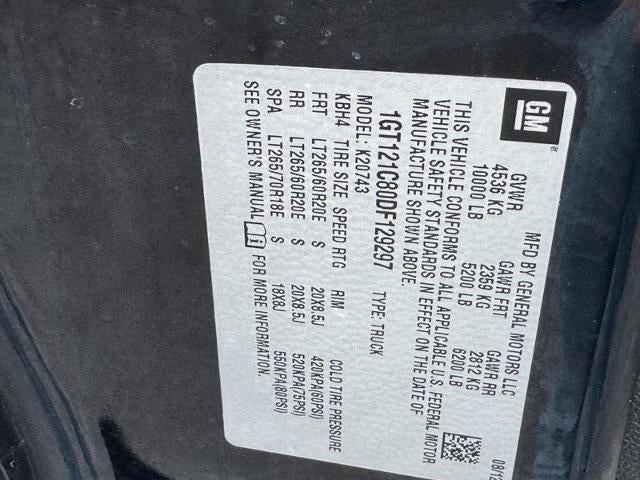 GM
MFD BY GENERAL MOTORS LLC 08/12
GVWR GAWR FRT GAWR RR
4536 KG 2359 KG 2812 KG
10000 LB 5200 LB 6200 LB
THIS VEHICLE CONFORMS TO ALL APPLICABLE U.S. FEDERAL MOTOR
VEHICLE SAFETY STANDARDS IN EFFECT ON THE DATE OF
MANUFACTURE SHOWN ABOVE.
1GT121C80DF129297 TYPE: TRUCK
MODEL: K20743
KBH4 TIRE SIZE SPEED RTG RIM COLD TIRE PRESSURE
FRT LT265/60R20E S 20X8.5J 420KPA(60PSI)
RR LT265/60R20E S 20X8.5J 520KPA(75PSI)
SPA LT265/70R18E S 18X8J 550KPA(80PSI)
SEE OWNER'S MANUAL FOR MORE INFORMATION.